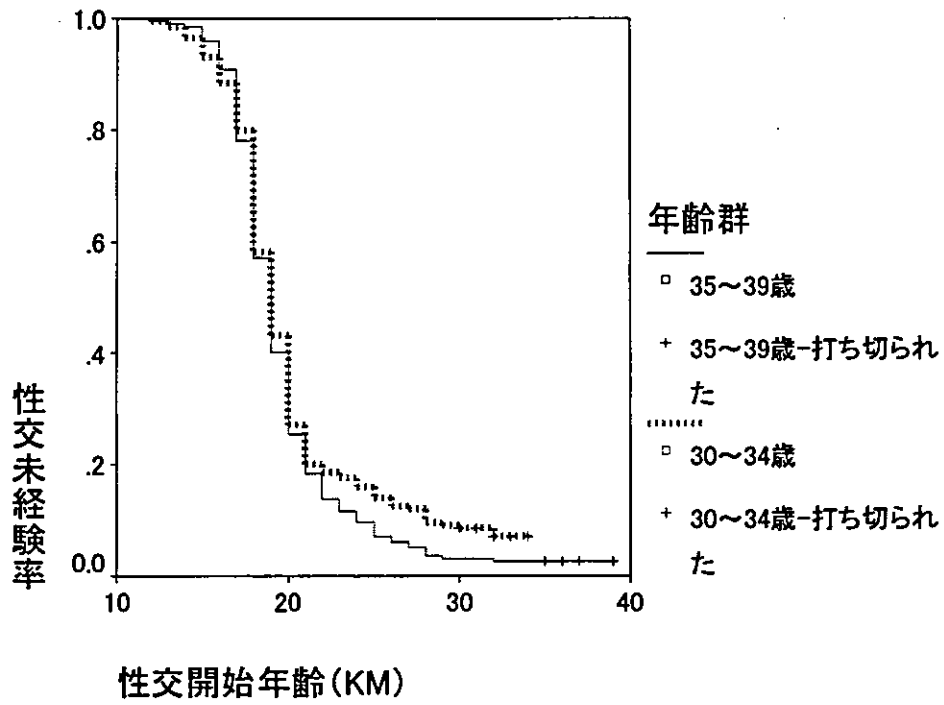 1.0
.8
.6
.4
.2
0.0
性交未経験率
10 20 30 40
性交開始年齢(KM)
年齢群
35～39歳
35～39歳-打ち切られ
た
30～34歳
30～34歳-打ち切られ
た